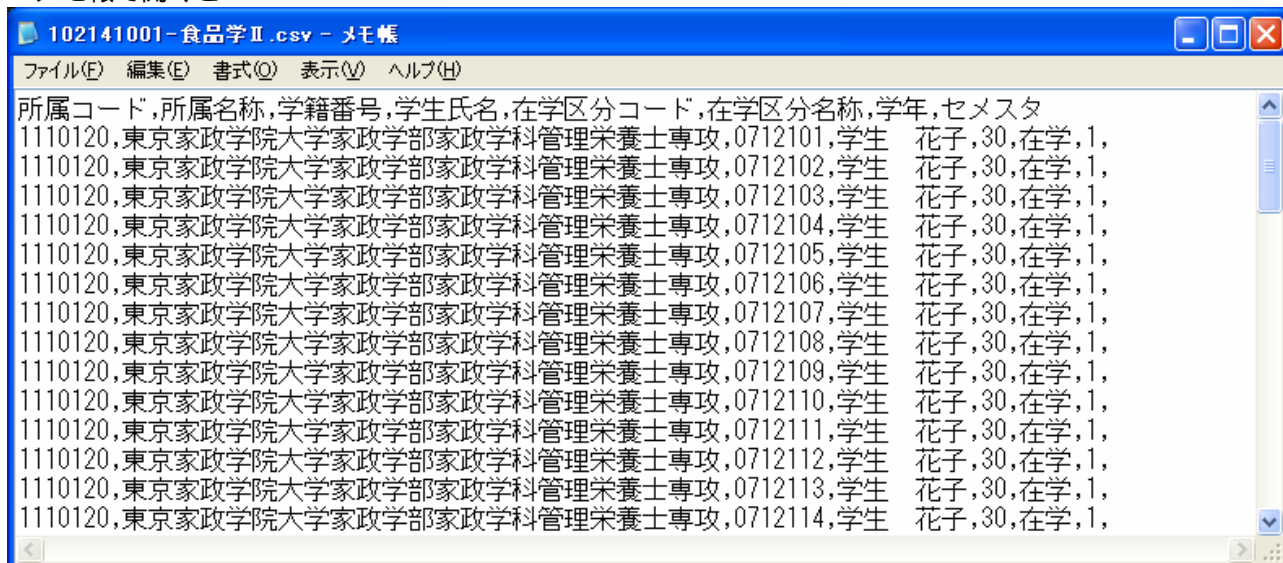 102141001-食品学Ⅱ.csv - メモ帳
ファイル(F) 編集(E) 書式(O) 表示(V) ヘルプ(H)
所属コード,所属名称,学籍番号,学生氏名,在学区分コード,在学区分名称,学年,セメスタ
1110120,東京家政学院大学家政学部家政学科管理栄養士専攻,0712101,学生　花子,30,在学,1,
1110120,東京家政学院大学家政学部家政学科管理栄養士専攻,0712102,学生　花子,30,在学,1,
1110120,東京家政学院大学家政学部家政学科管理栄養士専攻,0712103,学生　花子,30,在学,1,
1110120,東京家政学院大学家政学部家政学科管理栄養士専攻,0712104,学生　花子,30,在学,1,
1110120,東京家政学院大学家政学部家政学科管理栄養士専攻,0712105,学生　花子,30,在学,1,
1110120,東京家政学院大学家政学部家政学科管理栄養士専攻,0712106,学生　花子,30,在学,1,
1110120,東京家政学院大学家政学部家政学科管理栄養士専攻,0712107,学生　花子,30,在学,1,
1110120,東京家政学院大学家政学部家政学科管理栄養士専攻,0712108,学生　花子,30,在学,1,
1110120,東京家政学院大学家政学部家政学科管理栄養士専攻,0712109,学生　花子,30,在学,1,
1110120,東京家政学院大学家政学部家政学科管理栄養士専攻,0712110,学生　花子,30,在学,1,
1110120,東京家政学院大学家政学部家政学科管理栄養士専攻,0712111,学生　花子,30,在学,1,
1110120,東京家政学院大学家政学部家政学科管理栄養士専攻,0712112,学生　花子,30,在学,1,
1110120,東京家政学院大学家政学部家政学科管理栄養士専攻,0712113,学生　花子,30,在学,1,
1110120,東京家政学院大学家政学部家政学科管理栄養士専攻,0712114,学生　花子,30,在学,1,